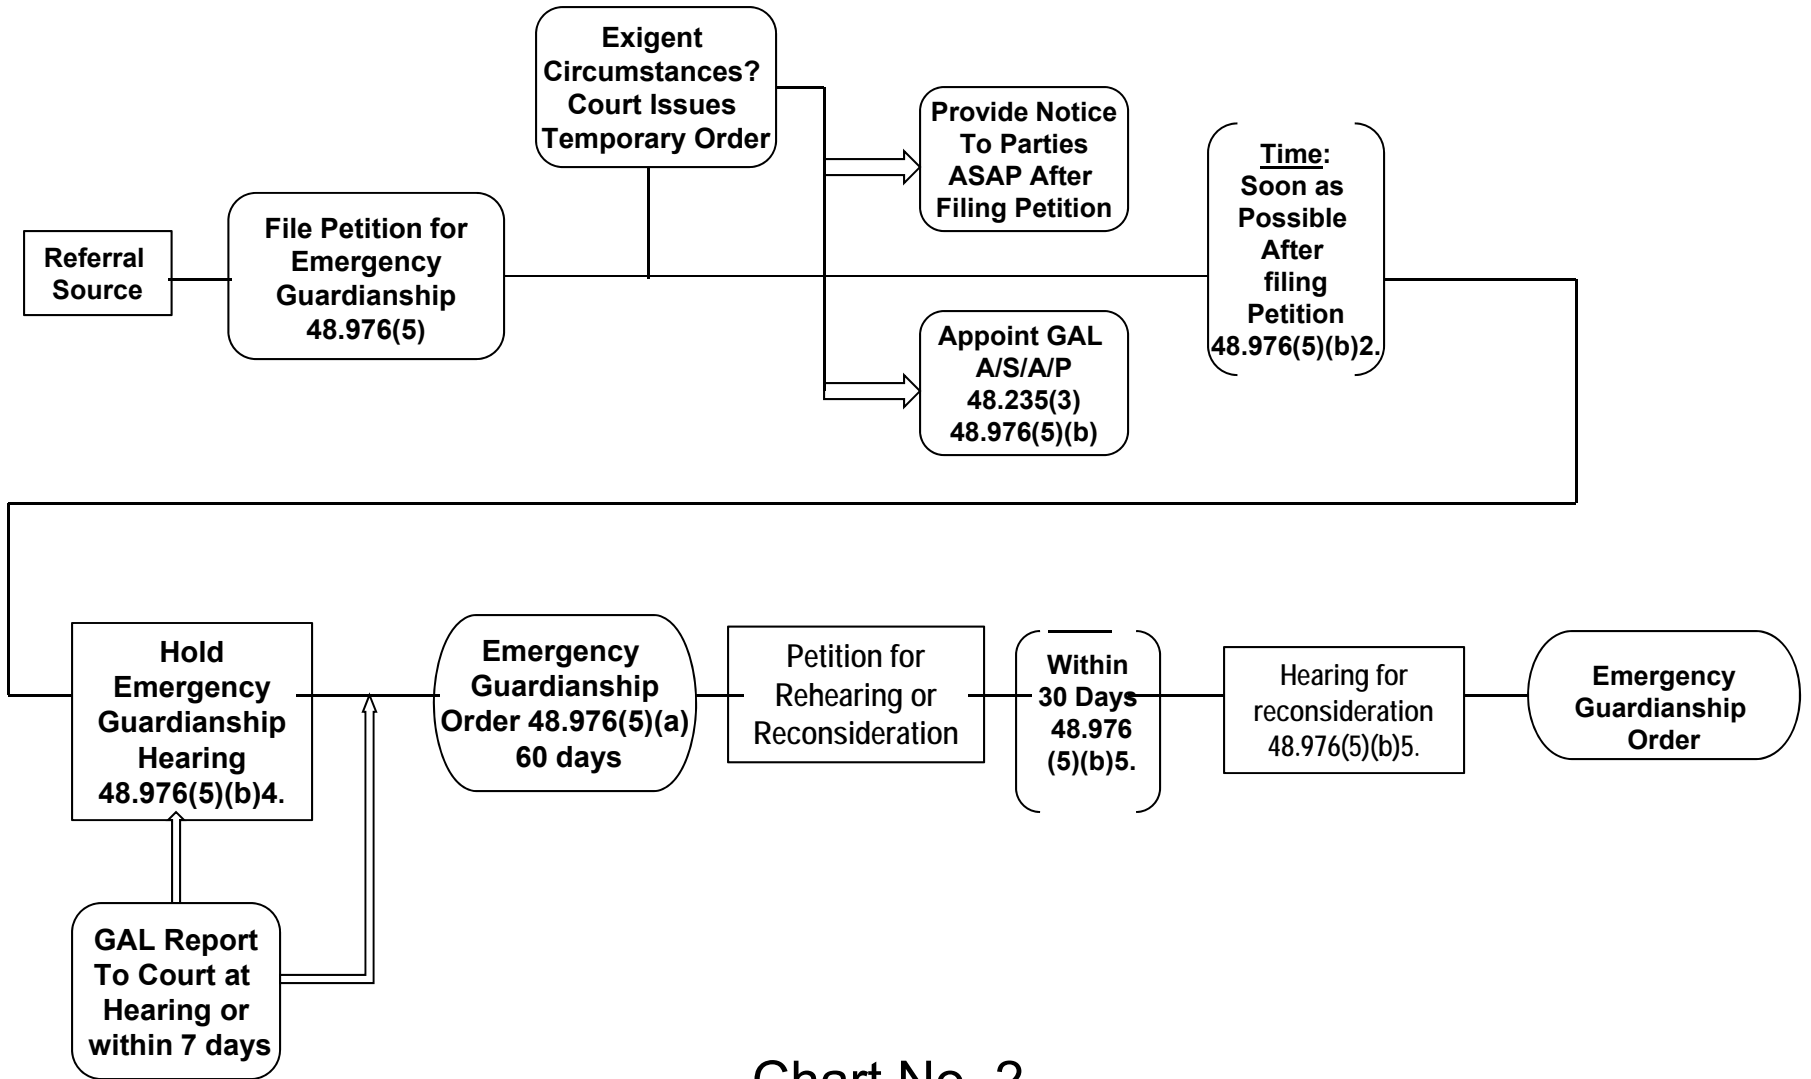 Exigent
Circumstances?
Court Issues
Temporary Order
Provide Notice
To Parties
ASAP After
Filing Petition
Time:
Soon as
Possible
After
filing
Petition
48.976(5)(b)2.
File Petition for
Emergency
Guardianship
48.976(5)
Referral
Source
Appoint GAL
A/S/A/P
48.235(3)
48.976(5)(b)
Hold
Emergency
Guardianship
Hearing
48.976(5)(b)4.
Emergency
Guardianship
Order 48.976(5)(a)
60 days
Petition for
Rehearing or
Reconsideration
Within
30 Days
48.976
(5)(b)5.
Hearing for
reconsideration
48.976(5)(b)5.
Emergency
Guardianship
Order
GAL Report
To Court at
Hearing or
within 7 days
Chart No. 2